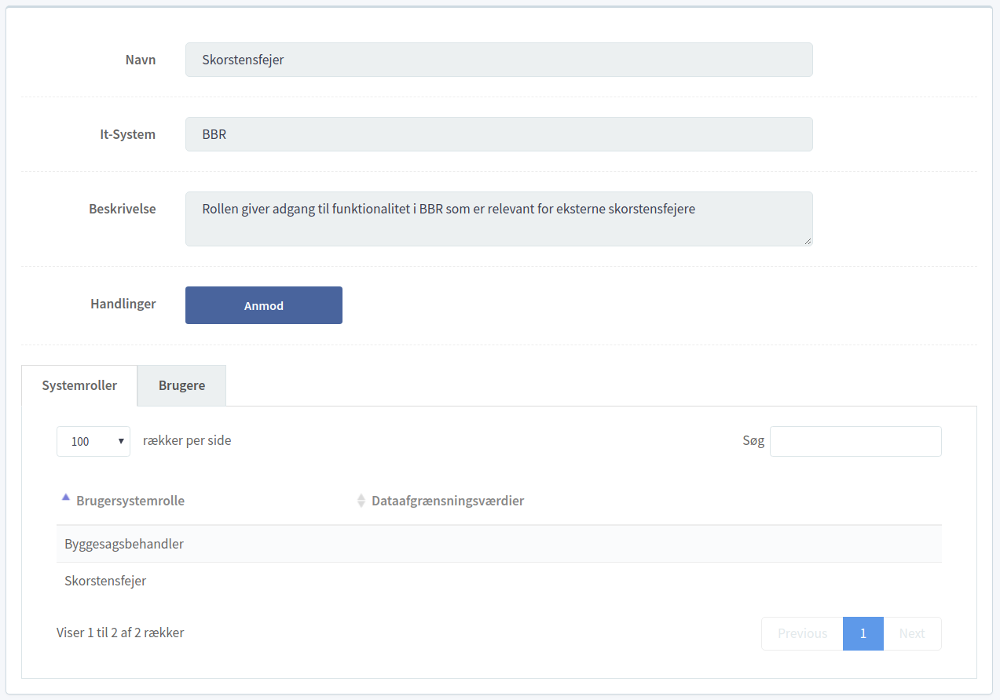 Navn
Skorstensfejer
It-System
BBR
Beskrivelse
Rollen giver adgang til funktionalitet i BBR som er relevant for eksterne skorstensfejere
Handlinger
Anmod
Systemroller Brugere
100 rækker per side Søg
Brugersystemrolle Dataafgrænsningsværdier
Byggesagsbehandler
Skorstensfejer
Viser 1 til 2 af 2 rækker Previous 1 Next